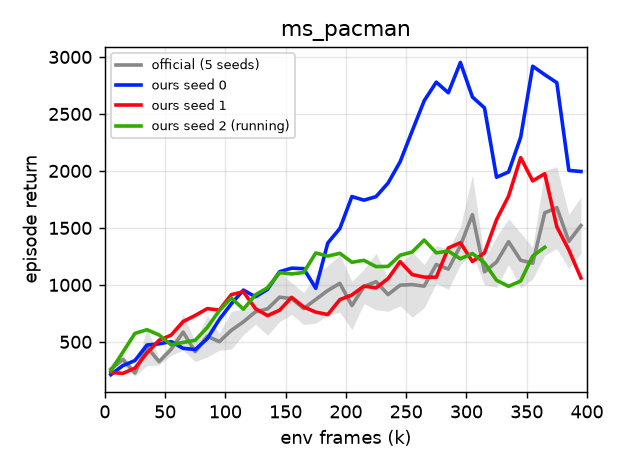 ms_pacman
3000
2500
2000
1500
1000
500
episode return
official (5 seeds)
ours seed 0
ours seed 1
ours seed 2 (running)
0
50
100
150
200
250
300
350
400
env frames (k)